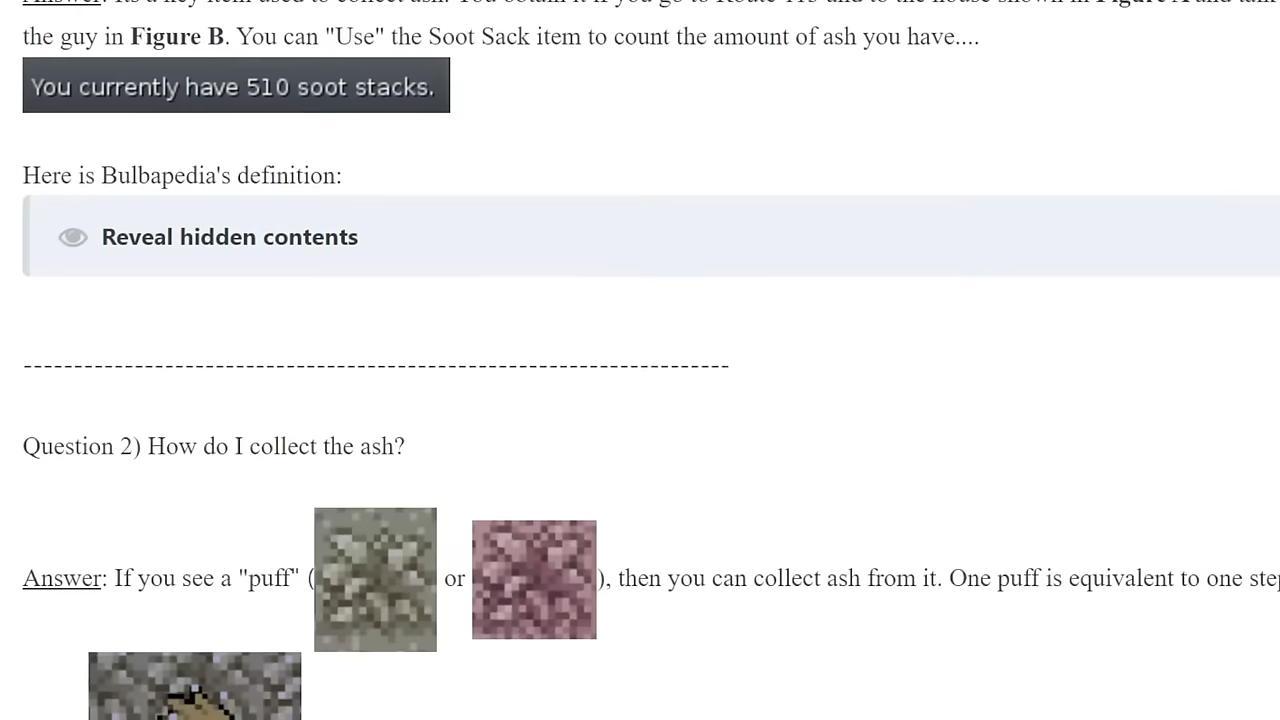 the guy in Figure B. You can "Use" the Soot Sack item to count the amount of ash you have....
You currently have 510 soot stacks.
Here is Bulbapedia's definition:
Reveal hidden contents
----------------------------------------------------------------------
Question 2) How do I collect the ash?
Answer: If you see a "puff" ( or ), then you can collect ash from it. One puff is equivalent to one